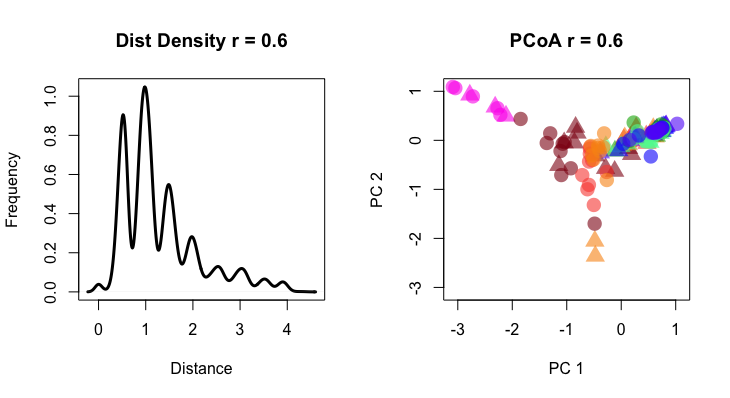 Dist Density r = 0.6
Frequency
1.0
0.8
0.6
0.4
0.2
0.0
0 1 2 3 4
Distance
PCoA r = 0.6
PC 2
1
0
-1
-2
-3
-3 -2 -1 0 1
PC 1